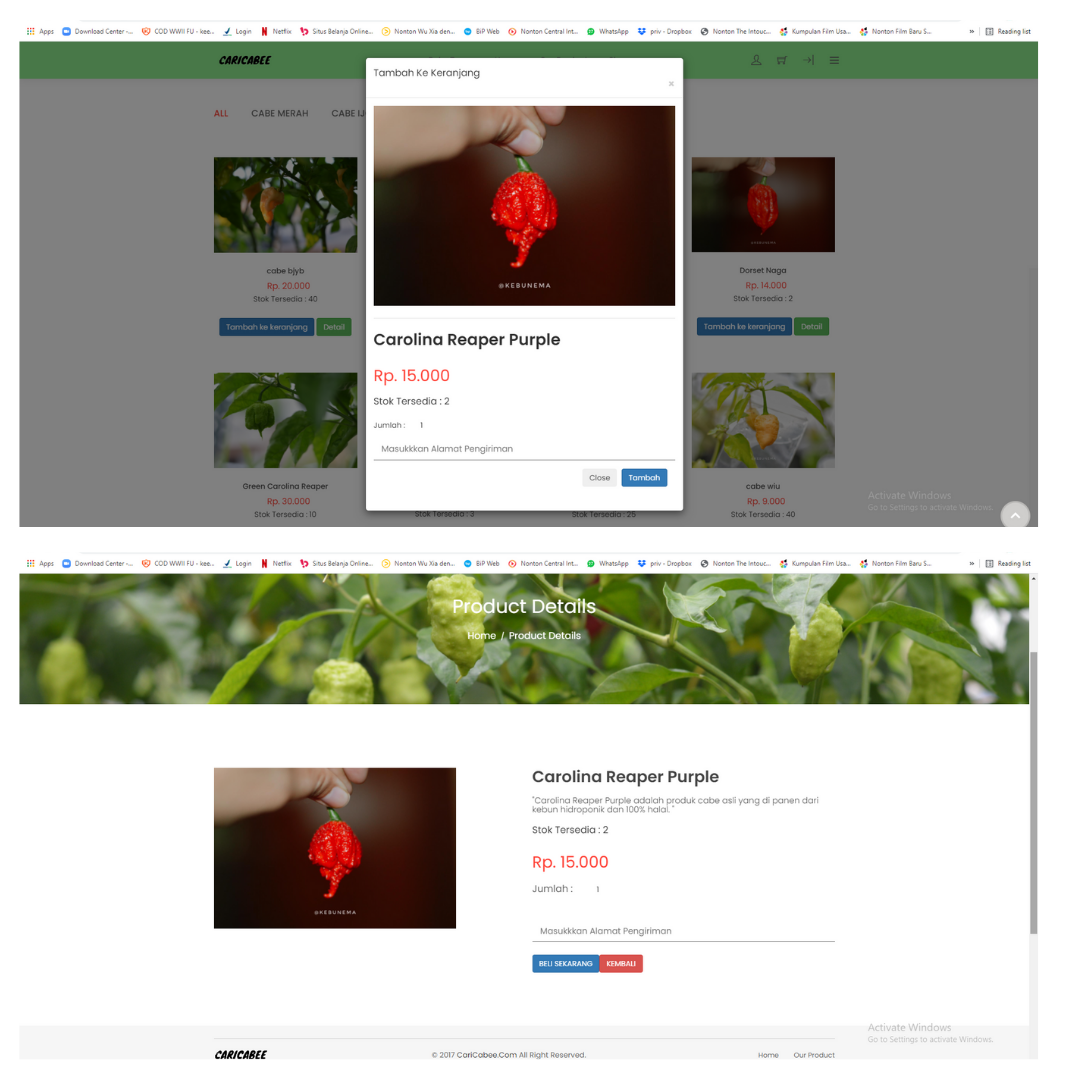 Apps Download Center -... COD WWII FU - kee... Login Netflix Situs Belanja Online... Nonton Wu Xia den... BiP Web Nonton Central Int... WhatsApp priv - Dropbox Nonton The Intouc... Kumpulan Film Usa... Nonton Film Baru S... » Reading list
CARICABEE
Tambah Ke Keranjang
×
ALL CABE MERAH CABE IJ
@KEBUNEMA
cabe bjyb
Rp. 20.000
Stok Tersedia : 40
Tambah ke keranjang Detail
Dorset Naga
Rp. 14.000
Stok Tersedia : 2
Tambah ke keranjang Detail
Carolina Reaper Purple
Rp. 15.000
Stok Tersedia : 2
Jumlah : 1
Masukkkan Alamat Pengiriman
Close Tambah
Green Carolina Reaper
Rp. 30.000
Stok Tersedia : 10
Stok Tersedia : 3
Stok Tersedia : 25
cabe wiu
Rp. 9.000
Stok Tersedia : 40
Activate Windows
Go to Settings to activate Windows.
Apps Download Center -... COD WWII FU - kee... Login Netflix Situs Belanja Online... Nonton Wu Xia den... BiP Web Nonton Central Int... WhatsApp priv - Dropbox Nonton The Intouc... Kumpulan Film Usa... Nonton Film Baru S... » Reading list
Product Details
Home / Product Details
@KEBUNEMA
Carolina Reaper Purple
"Carolina Reaper Purple adalah produk cabe asli yang di panen dari
kebun hidroponik dan 100% halal."
Stok Tersedia : 2
Rp. 15.000
Jumlah : 1
Masukkkan Alamat Pengiriman
BELI SEKARANG KEMBALI
Activate Windows
Go to Settings to activate Windows.
CARICABEE
© 2017 CariCabee.Com All Right Reserved.
Home Our Product